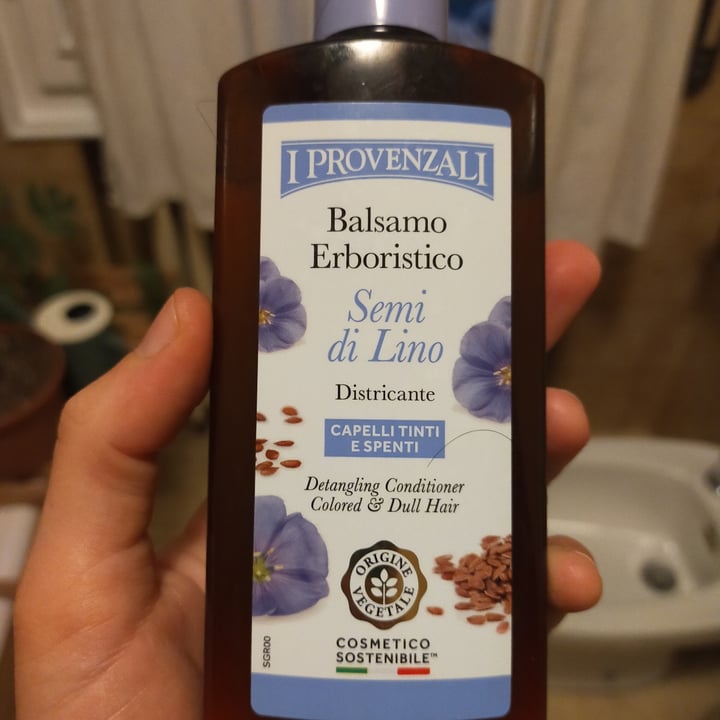 I PROVENZALI
Balsamo
Erboristico
Semi
di Lino
Districante
CAPELLI TINTI
E SPENTI
Detangling Conditioner
Colored & Dull Hair
ORIGINE
VEGETALE
COSMETICO
SOSTENIBILE™
SGR00